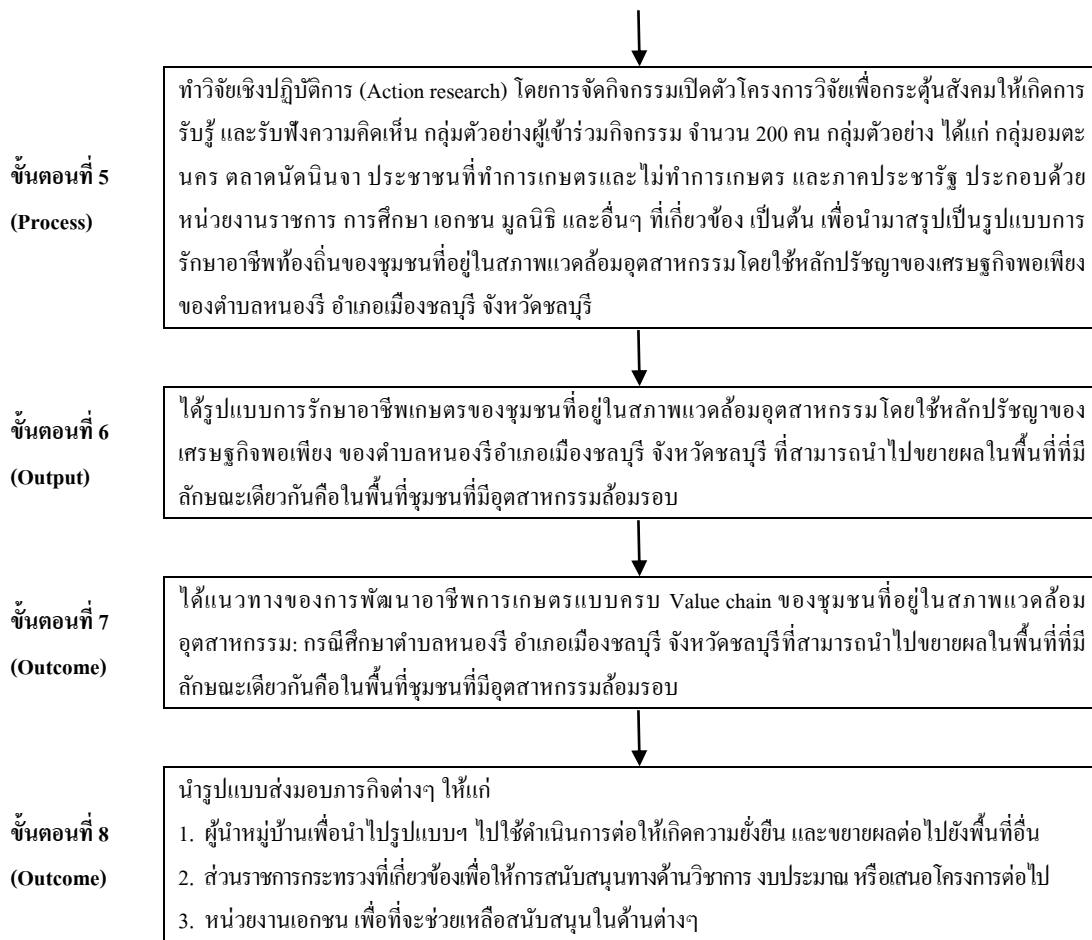 ขั้นตอนที่ 5
(Process)
ทำวิจัยเชิงปฏิบัติการ (Action research) โดยการจัดกิจกรรมเปิดตัวโครงการวิจัยเพื่อกระตุ้นสังคมให้เกิดการ
รับรู้ และรับฟังความคิดเห็น กลุ่มตัวอย่างผู้เข้าร่วมกิจกรรม จำนวน 200 คน กลุ่มตัวอย่าง ได้แก่ กลุ่มอมตะ
นคร ตลาดนัดนินจา ประชาชนที่ทำการเกษตรและไม่ทำการเกษตร และภาคประชารัฐ ประกอบด้วย
หน่วยงานราชการ การศึกษา เอกชน มูลนิธิ และอื่นๆ ที่เกี่ยวข้อง เป็นต้น เพื่อนำมาสรุปเป็นรูปแบบการ
รักษาอาชีพท้องถิ่นของชุมชนที่อยู่ในสภาพแวดล้อมอุตสาหกรรมโดยใช้หลักปรัชญาของเศรษฐกิจพอเพียง
ของตำบลหนองรี อำเภอเมืองชลบุรี จังหวัดชลบุรี
ขั้นตอนที่ 6
(Output)
ได้รูปแบบการรักษาอาชีพเกษตรของชุมชนที่อยู่ในสภาพแวดล้อมอุตสาหกรรมโดยใช้หลักปรัชญาของ
เศรษฐกิจพอเพียง ของตำบลหนองรีอำเภอเมืองชลบุรี จังหวัดชลบุรี ที่สามารถนำไปขยายผลในพื้นที่ที่มี
ลักษณะเดียวกันคือในพื้นที่ชุมชนที่มีอุตสาหกรรมล้อมรอบ
ขั้นตอนที่ 7
(Outcome)
ได้แนวทางของการพัฒนาอาชีพการเกษตรแบบครบ Value chain ของชุมชนที่อยู่ในสภาพแวดล้อม
อุตสาหกรรม: กรณีศึกษาตำบลหนองรี อำเภอเมืองชลบุรี จังหวัดชลบุรีที่สามารถนำไปขยายผลในพื้นที่ที่มี
ลักษณะเดียวกันคือในพื้นที่ชุมชนที่มีอุตสาหกรรมล้อมรอบ
ขั้นตอนที่ 8
(Outcome)
นำรูปแบบส่งมอบภารกิจต่างๆ ให้แก่
1. ผู้นำหมู่บ้านเพื่อนำไปรูปแบบฯ ไปใช้ดำเนินการต่อให้เกิดความยั่งยืน และขยายผลต่อไปยังพื้นที่อื่น
2. ส่วนราชการกระทรวงที่เกี่ยวข้องเพื่อให้การสนับสนุนทางด้านวิชาการ งบประมาณ หรือเสนอโครงการต่อไป
3. หน่วยงานเอกชน เพื่อที่จะช่วยเหลือสนับสนุนในด้านต่างๆ